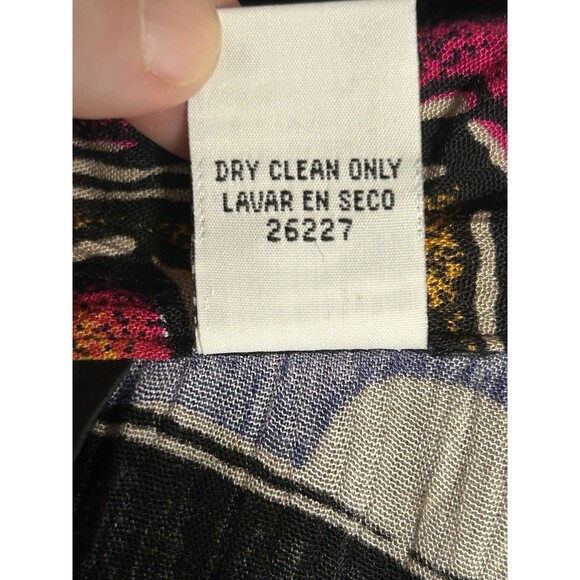 DRY CLEAN ONLY
LAVAR EN SECO
26227